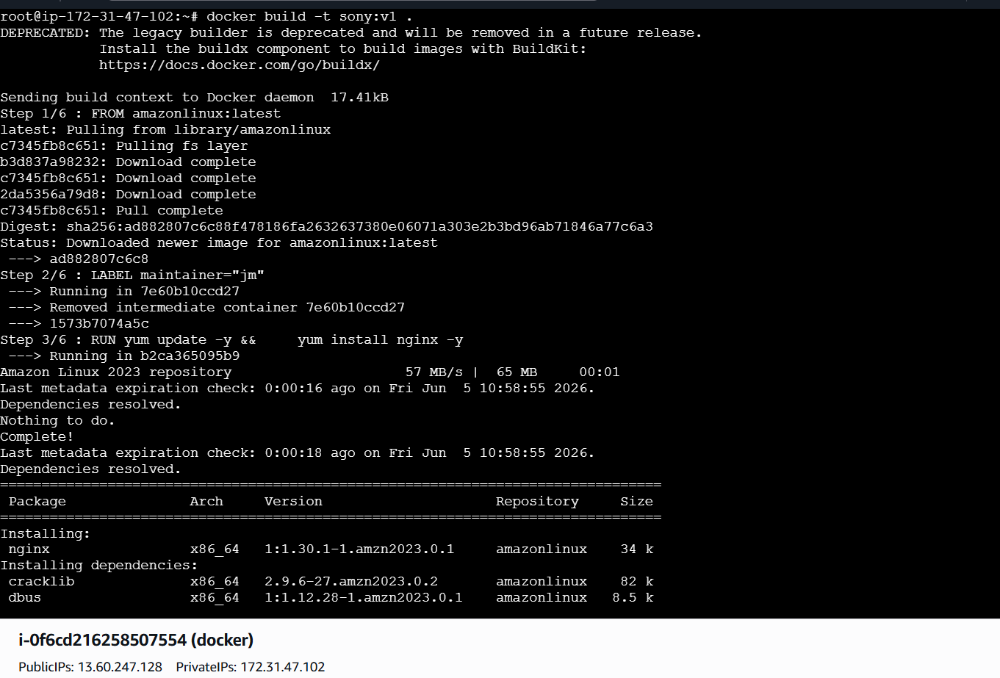 root@ip-172-31-47-102:~# docker build -t sony:v1 .
DEPRECATED: The legacy builder is deprecated and will be removed in a future release.
            Install the buildx component to build images with BuildKit:
            https://docs.docker.com/go/buildx/

Sending build context to Docker daemon  17.41kB
Step 1/6 : FROM amazonlinux:latest
latest: Pulling from library/amazonlinux
c7345fb8c651: Pulling fs layer
b3d837a98232: Download complete
c7345fb8c651: Download complete
2da5356a79d8: Download complete
c7345fb8c651: Pull complete
Digest: sha256:ad882807c6c88f478186fa2632637380e06071a303e2b3bd96ab71846a77c6a3
Status: Downloaded newer image for amazonlinux:latest
 ---> ad882807c6c8
Step 2/6 : LABEL maintainer="jm"
 ---> Running in 7e60b10ccd27
 ---> Removed intermediate container 7e60b10ccd27
 ---> 1573b7074a5c
Step 3/6 : RUN yum update -y &&     yum install nginx -y
 ---> Running in b2ca365095b9
Amazon Linux 2023 repository                     57 MB/s |  65 MB     00:01
Last metadata expiration check: 0:00:16 ago on Fri Jun  5 10:58:55 2026.
Dependencies resolved.
Nothing to do.
Complete!
Last metadata expiration check: 0:00:18 ago on Fri Jun  5 10:58:55 2026.
Dependencies resolved.
================================================================================
 Package               Arch     Version                     Repository     Size
================================================================================
Installing:
 nginx                 x86_64   1:1.30.1-1.amzn2023.0.1     amazonlinux    34 k
Installing dependencies:
 cracklib              x86_64   2.9.6-27.amzn2023.0.2       amazonlinux    82 k
 dbus                  x86_64   1:1.12.28-1.amzn2023.0.1    amazonlinux   8.5 k
i-0f6cd216258507554 (docker)
PublicIPs: 13.60.247.128    PrivateIPs: 172.31.47.102